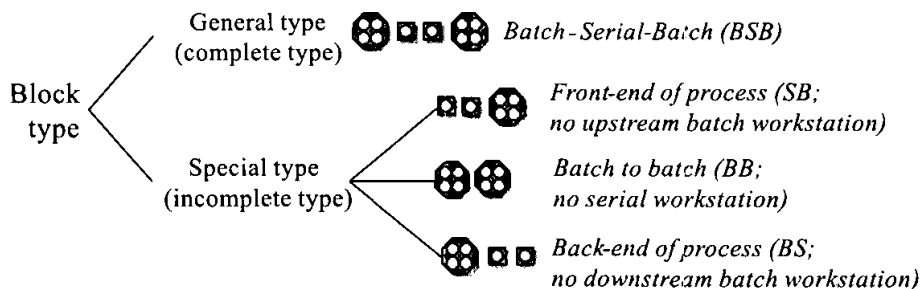 General type
(complete type)
Batch-Serial-Batch (BSB)
Block
type
Front-end of process (SB;
no upstream batch workstation)
Special type
(incomplete type)
Batch to batch (BB;
no serial workstation)
Back-end of process (BS;
no downstream batch workstation)